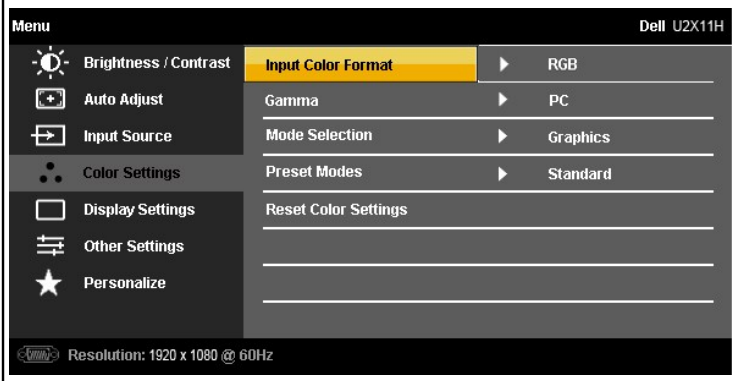 Menu Dell U2X11H
Brightness / Contrast Input Color Format RGB
Auto Adjust Gamma PC
Input Source Mode Selection Graphics
Color Settings Preset Modes Standard
Display Settings Reset Color Settings
Other Settings
Personalize
Resolution: 1920 x 1080 @ 60Hz